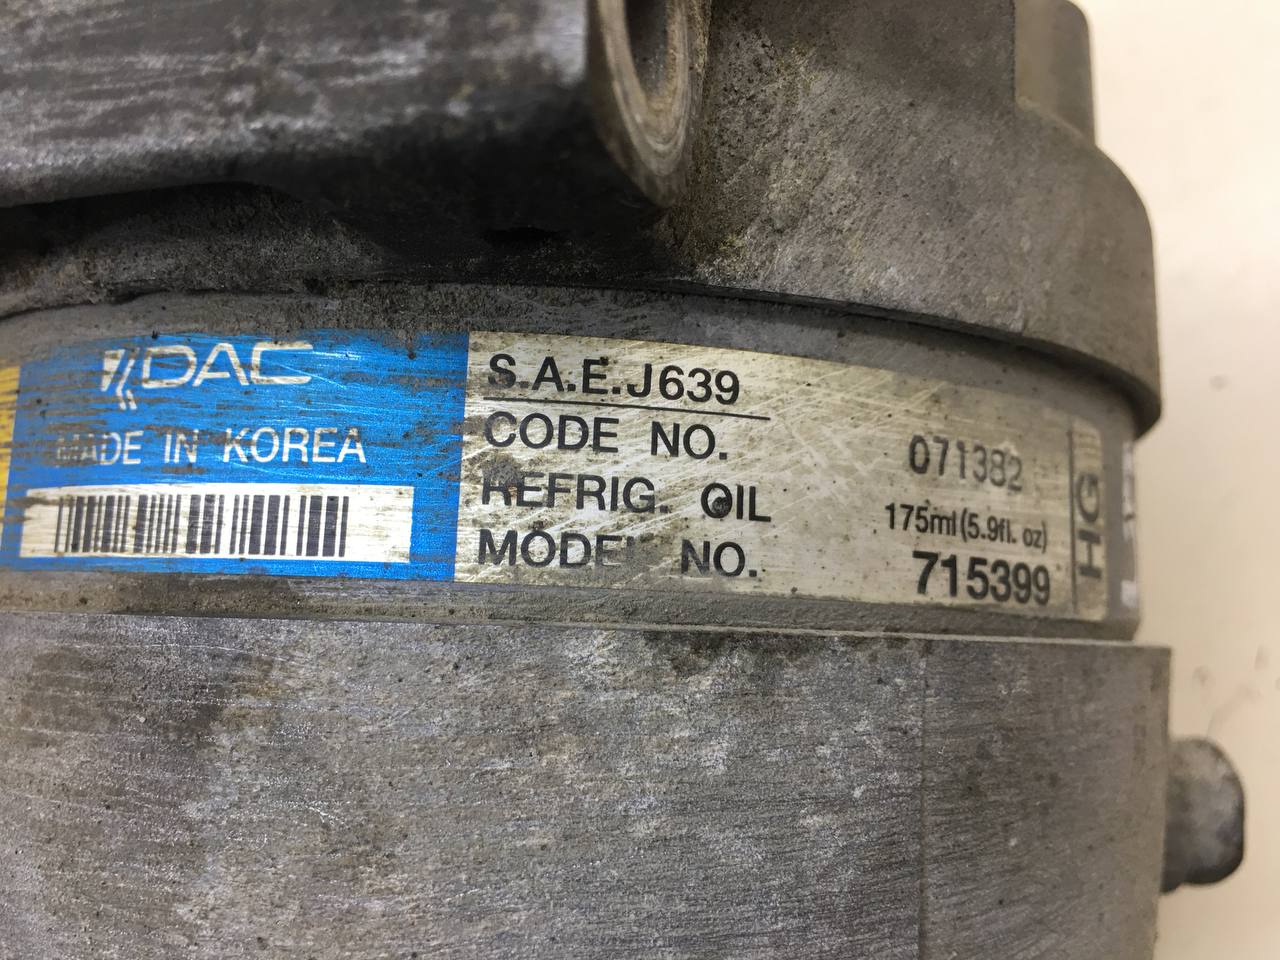 DAC
MADE IN KOREA
S.A.E.J639
CODE NO. 071382
REFRIG. OIL 175ml (5.9fl. oz)
MODEL NO. 715399
HG